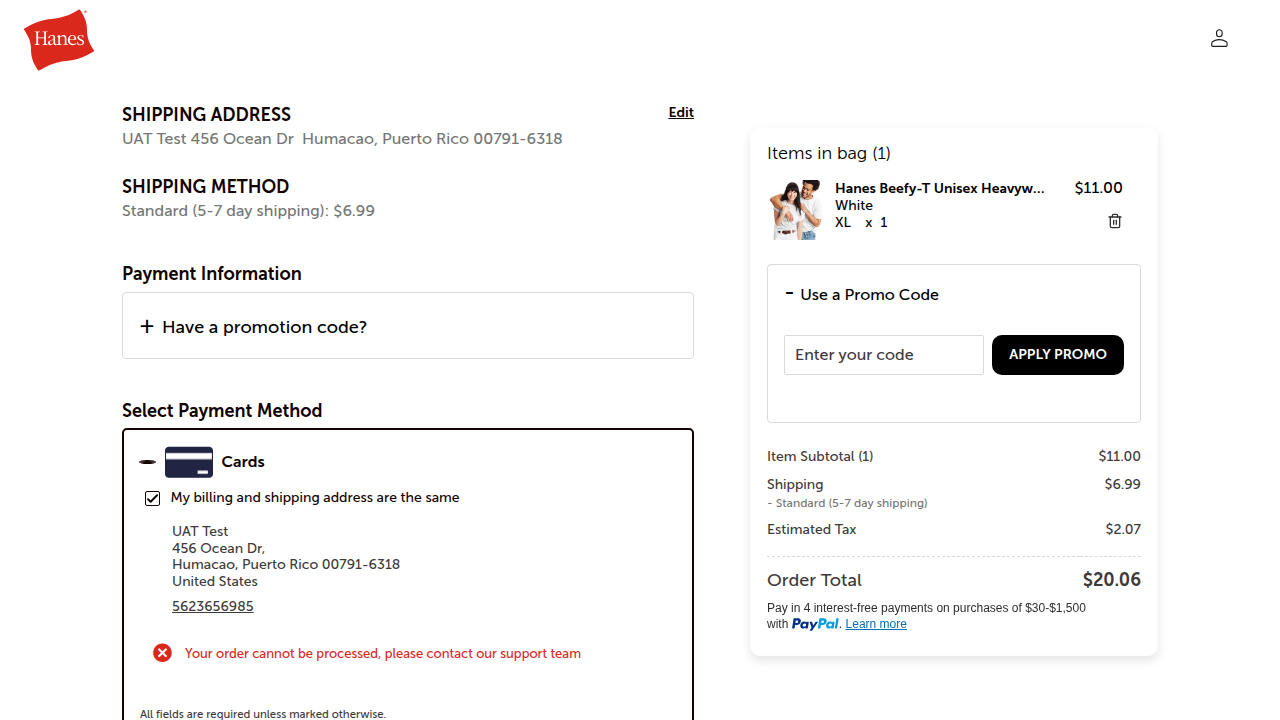 Hanes
SHIPPING ADDRESS
Edit
UAT Test 456 Ocean Dr  Humacao, Puerto Rico 00791-6318
SHIPPING METHOD
Standard (5-7 day shipping): $6.99
Payment Information
+ Have a promotion code?
Select Payment Method
Cards
My billing and shipping address are the same
UAT Test
456 Ocean Dr,
Humacao, Puerto Rico 00791-6318
United States
5623656985
Your order cannot be processed, please contact our support team
All fields are required unless marked otherwise.
Items in bag (1)
Hanes Beefy-T Unisex Heavyw... $11.00
White
XL x 1
- Use a Promo Code
Enter your code
APPLY PROMO
Item Subtotal (1) $11.00
Shipping $6.99
- Standard (5-7 day shipping)
Estimated Tax $2.07
Order Total $20.06
Pay in 4 interest-free payments on purchases of $30-$1,500
with PayPal. Learn more